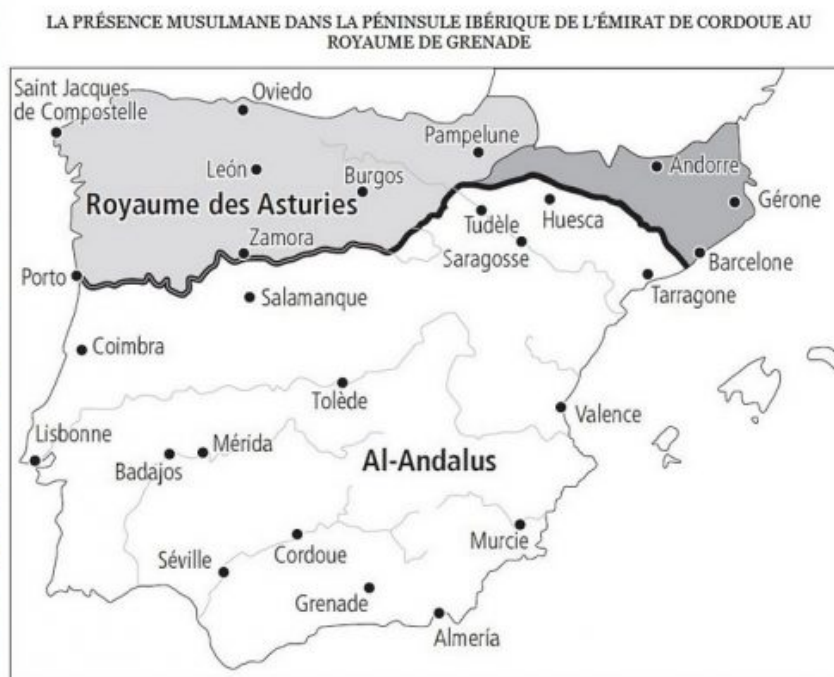 LA PRÉSENCE MUSULMANE DANS LA PÉNINSULE IBÉRIQUE DE L'ÉMIRAT DE CORDOUE AU
ROYAUME DE GRENADE
Saint Jacques
de Compostelle
Oviedo
Pampelune
Andorre
León
Burgos
Gérone
Royaume des Asturies
Huesca
Tudèle
Zamora
Saragosse
Barcelone
Porto
Tarragone
Salamanque
Coimbra
Tolède
Valence
Lisbonne
Mérida
Badajos
Al-Andalus
Murcie
Cordoue
Séville
Grenade
Almería